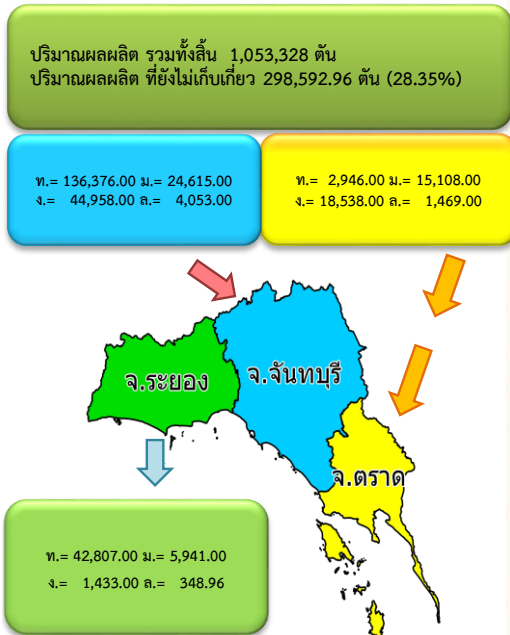 ปริมาณผลผลิต รวมทั้งสิ้น 1,053,328 ตัน
ปริมาณผลผลิต ที่ยังไม่เก็บเกี่ยว 298,592.96 ตัน (28.35%)
ท.= 136,376.00 ม.= 24,615.00
ง.= 44,958.00 ล.= 4,053.00
ท.= 2,946.00 ม.= 15,108.00
ง.= 18,538.00 ล.= 1,469.00
จ.ระยอง
จ.จันทบุรี
จ.ตราด
ท.= 42,807.00 ม.= 5,941.00
ง.= 1,433.00 ล.= 348.96